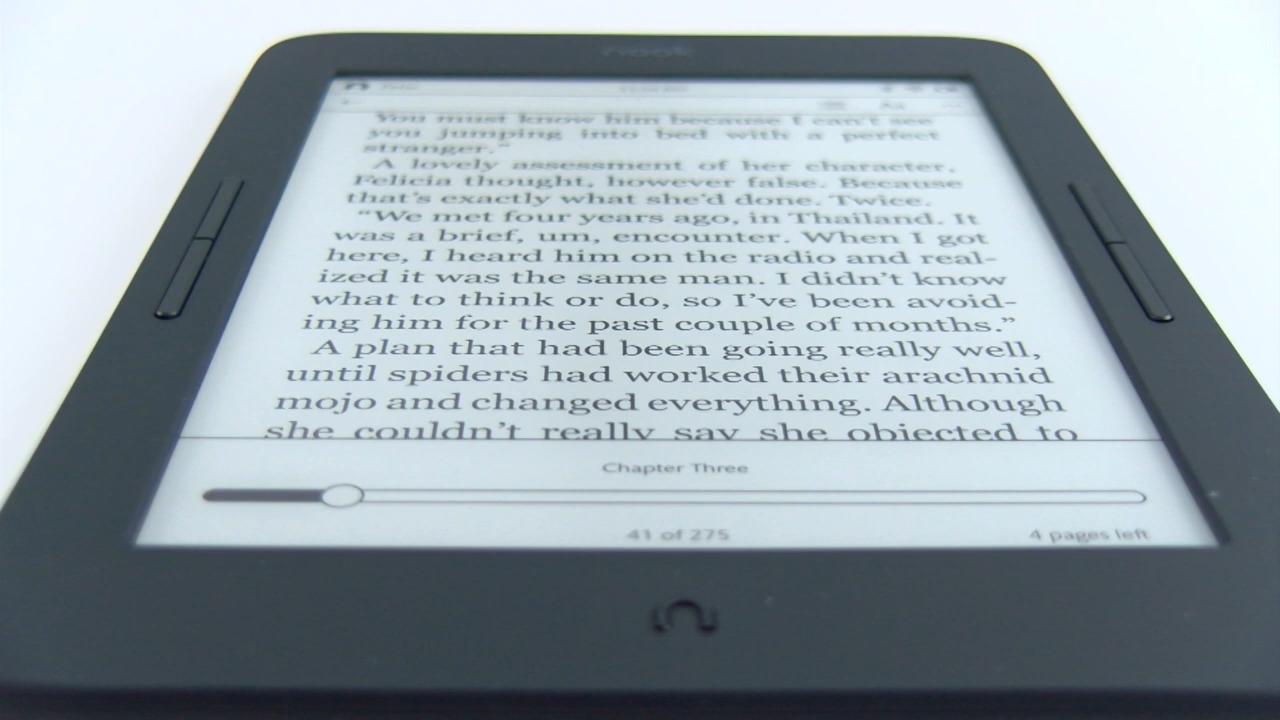 nook
Aa
You must know him because I can't see
you jumping into bed with a perfect
stranger."
A lovely assessment of her character,
Felicia thought, however false. Because
that's exactly what she'd done. Twice.
“We met four years ago, in Thailand. It
was a brief, um, encounter. When I got
here, I heard him on the radio and real-
ized it was the same man. I didn't know
what to think or do, so I've been avoid-
ing him for the past couple of months.”
A plan that had been going really well,
until spiders had worked their arachnid
mojo and changed everything. Although
she couldn't really say she objected to
Chapter Three
41 of 275
4 pages left